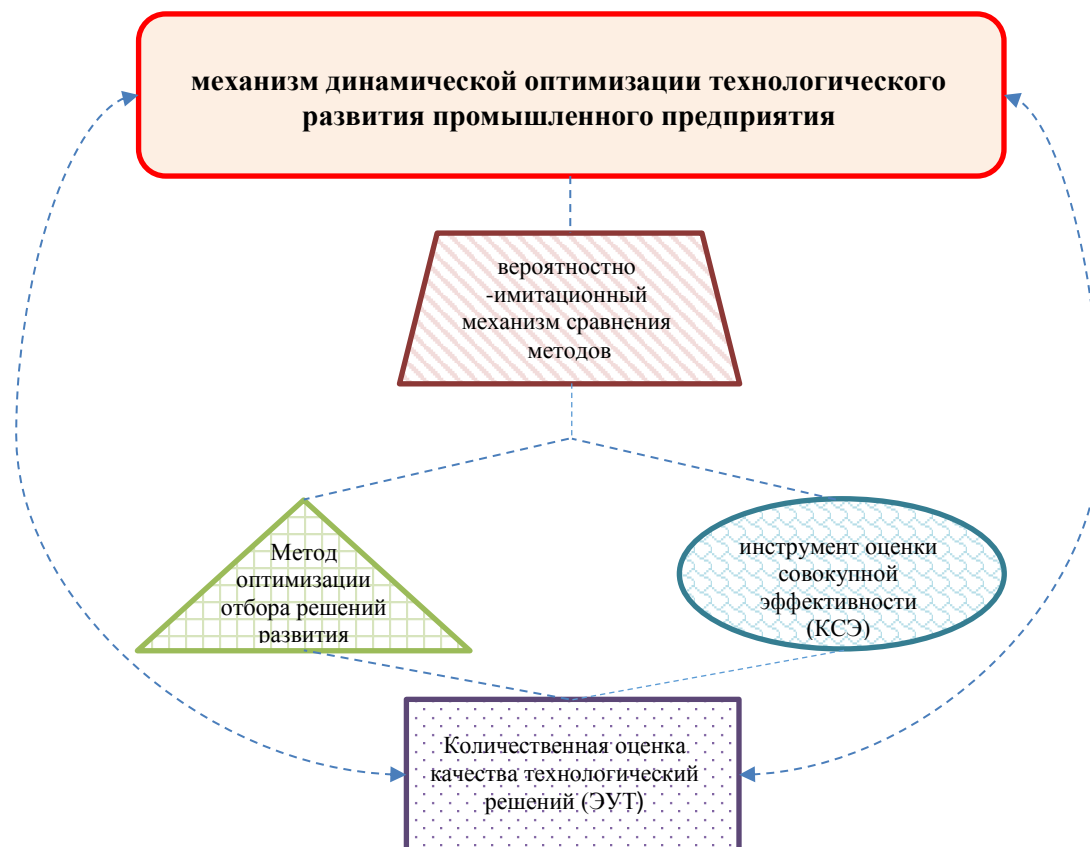 механизм динамической оптимизации технологического
развития промышленного предприятия
вероятностно
-имитационный
механизм сравнения
методов
Метод
оптимизации
отбора решений
развития
инструмент оценки
совокупной
эффективности
(КСЭ)
Количественная оценка
качества технологический
решений (ЭУТ)